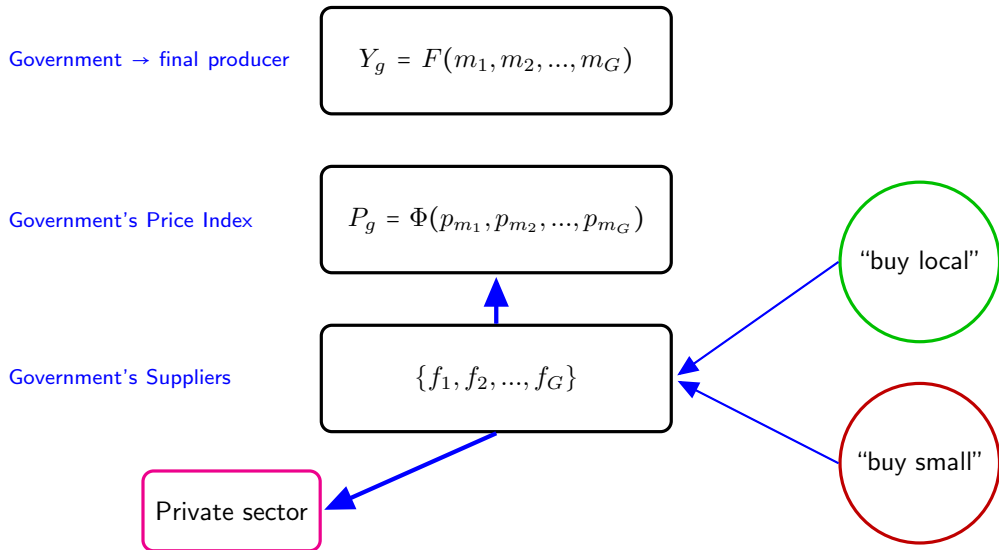 Government → final producer
Y_g = F(m_1, m_2, ..., m_G)
Government's Price Index
P_g = Φ(p_{m_1}, p_{m_2}, ..., p_{m_G})
“buy local”
Government's Suppliers
{f_1, f_2, ..., f_G}
“buy small”
Private sector